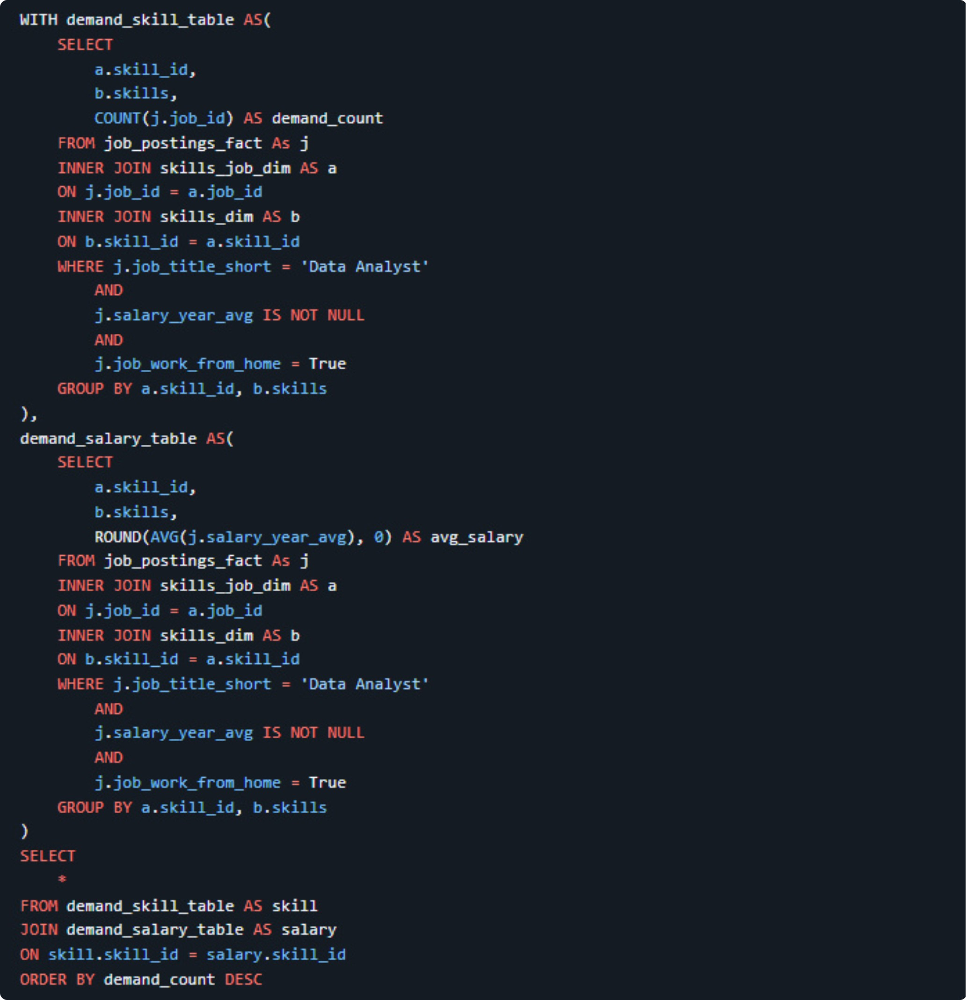 WITH demand_skill_table AS(
    SELECT
        a.skill_id,
        b.skills,
        COUNT(j.job_id) AS demand_count
    FROM job_postings_fact As j
    INNER JOIN skills_job_dim AS a
    ON j.job_id = a.job_id
    INNER JOIN skills_dim AS b
    ON b.skill_id = a.skill_id
    WHERE j.job_title_short = 'Data Analyst'
        AND
        j.salary_year_avg IS NOT NULL
        AND
        j.job_work_from_home = True
    GROUP BY a.skill_id, b.skills
),
demand_salary_table AS(
    SELECT
        a.skill_id,
        b.skills,
        ROUND(AVG(j.salary_year_avg), 0) AS avg_salary
    FROM job_postings_fact As j
    INNER JOIN skills_job_dim AS a
    ON j.job_id = a.job_id
    INNER JOIN skills_dim AS b
    ON b.skill_id = a.skill_id
    WHERE j.job_title_short = 'Data Analyst'
        AND
        j.salary_year_avg IS NOT NULL
        AND
        j.job_work_from_home = True
    GROUP BY a.skill_id, b.skills
)
SELECT
    *
FROM demand_skill_table AS skill
JOIN demand_salary_table AS salary
ON skill.skill_id = salary.skill_id
ORDER BY demand_count DESC